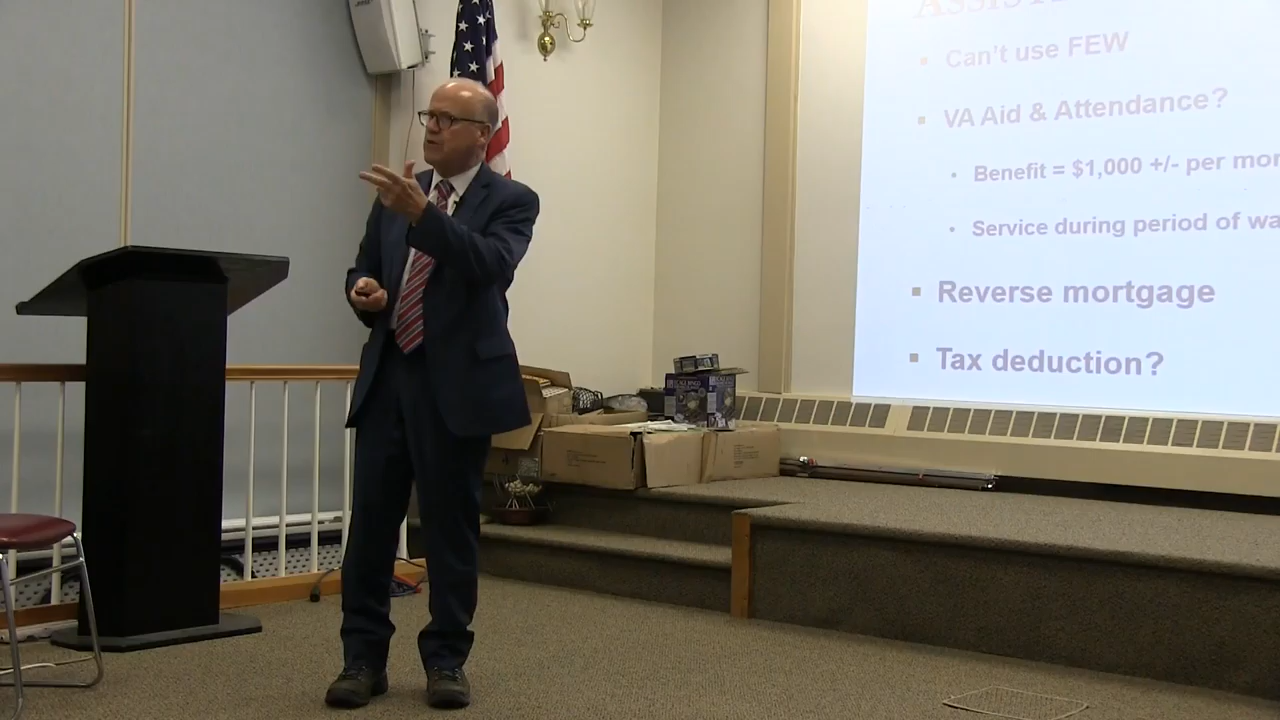 Can't use FEW
VA Aid & Attendance?
Benefit = $1,000 +/- per
Service during period of
Reverse mortgage
Tax deduction?